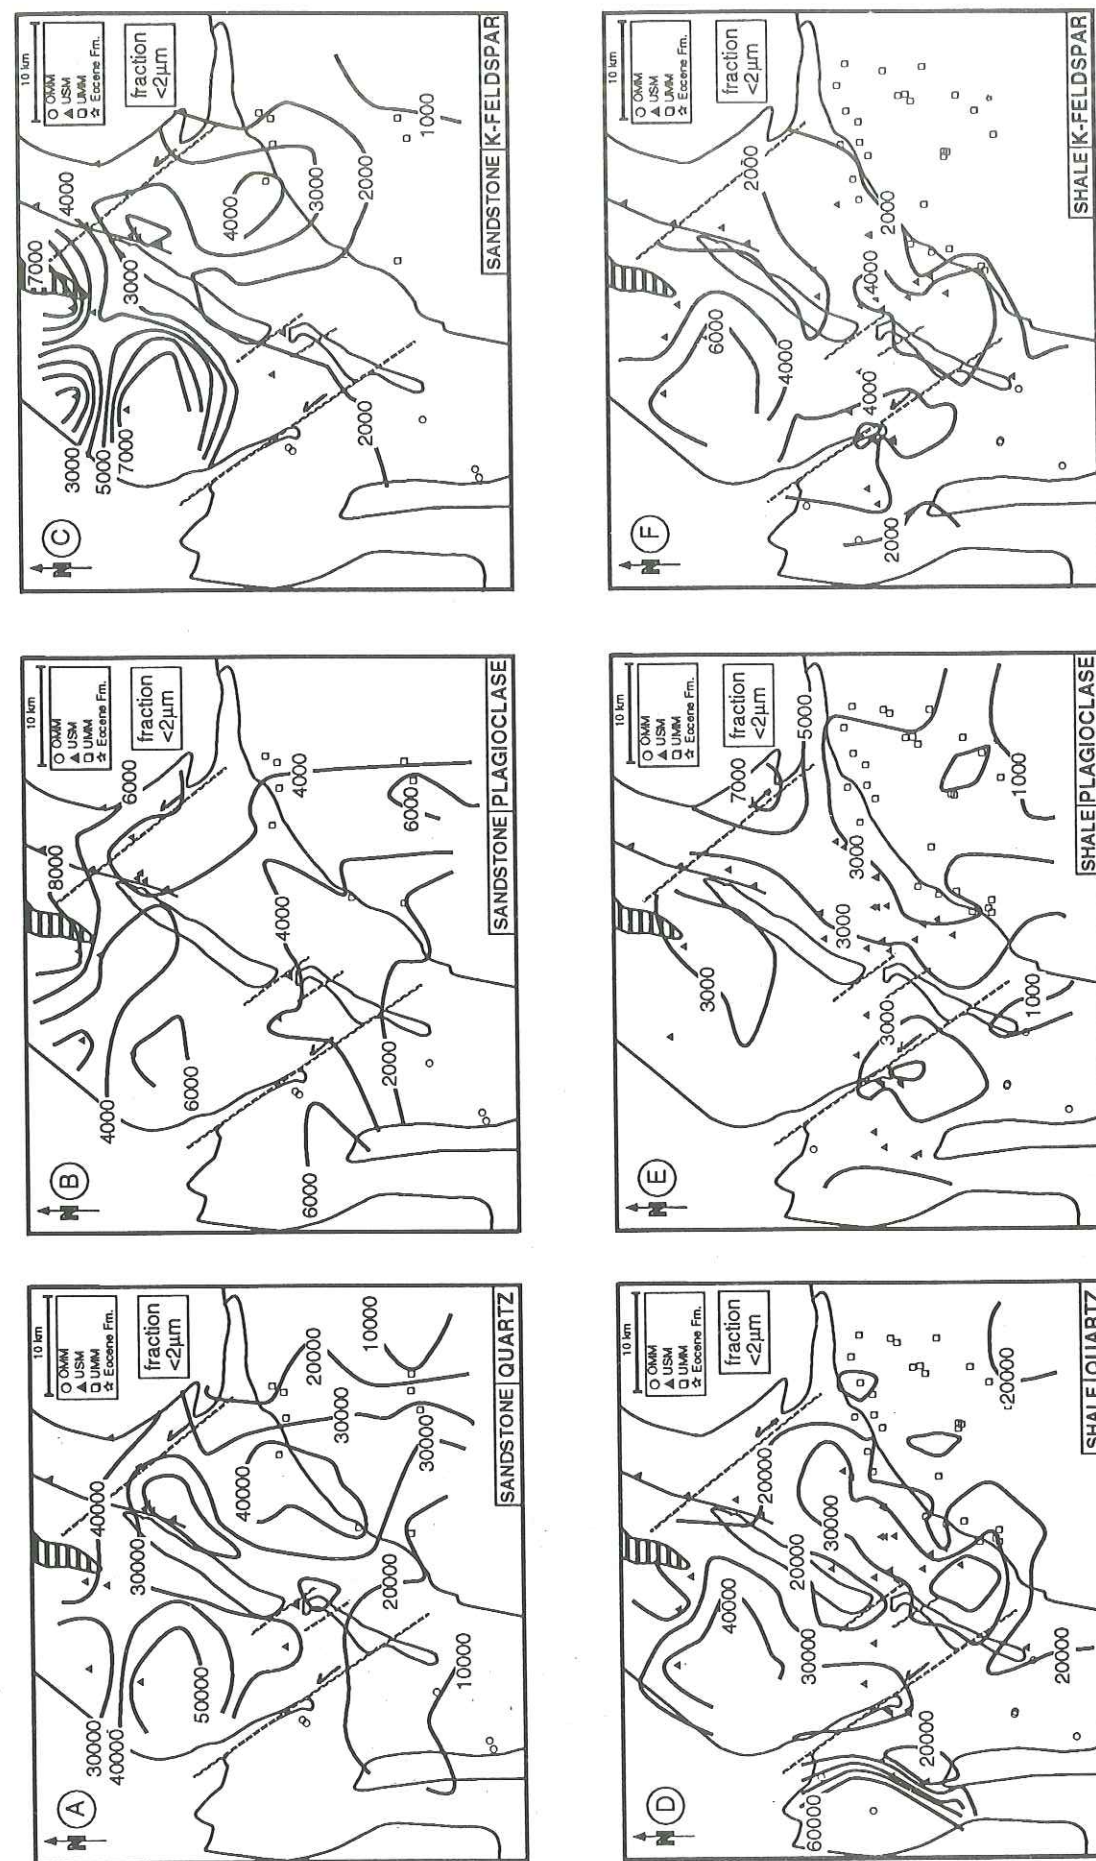 A
N
10 km
OMM
USM
UMM
Eocene Fm.
fraction
<2µm
40000
30000
30000
40000
50000
40000
20000
30000
10000
30000
20000
10000
SANDSTONE QUARTZ
B
N
10 km
OMM
USM
UMM
Eocene Fm.
fraction
<2µm
8000
6000
4000
6000
4000
4000
6000
2000
6000
SANDSTONE PLAGIOCLASE
C
N
10 km
OMM
USM
UMM
Eocene Fm.
fraction
<2µm
7000
4000
3000
3000
5000
7000
4000
3000
2000
1000
2000
SANDSTONE K-FELDSPAR
D
N
10 km
OMM
USM
UMM
Eocene Fm.
fraction
<2µm
40000
20000
20000
30000
30000
60000
20000
20000
20000
SHALE QUARTZ
E
N
10 km
OMM
USM
UMM
Eocene Fm.
fraction
<2µm
7000
5000
3000
3000
3000
3000
1000
1000
SHALE PLAGIOCLASE
F
N
10 km
OMM
USM
UMM
Eocene Fm.
fraction
<2µm
2000
6000
4000
4000
4000
2000
2000
SHALE K-FELDSPAR